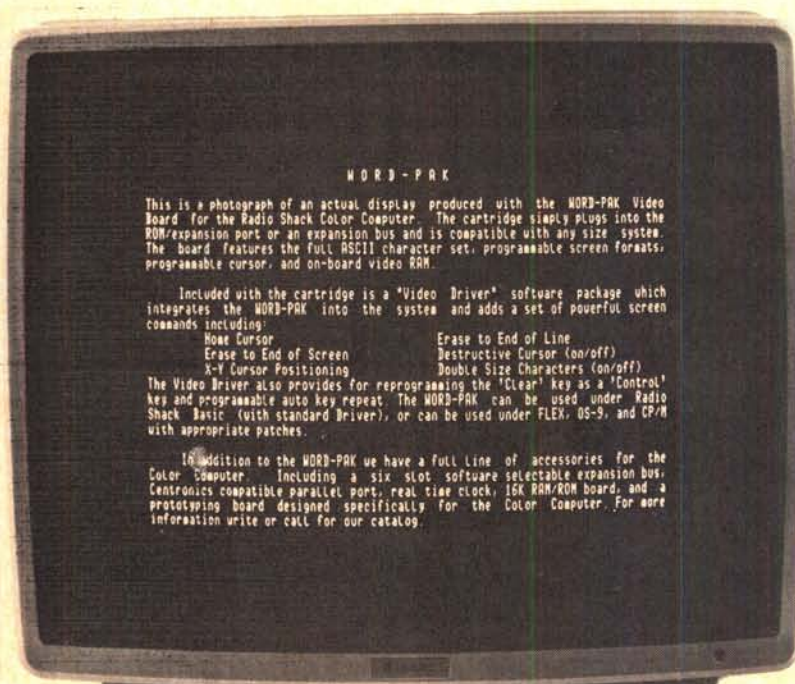 WORD-PAK
This is a photograph of an actual display produced with the WORD-PAK Video
Board for the Radio Shack Color Computer. The cartridge simply plugs into the
ROM/expansion port or an expansion bus and is compatible with any size system.
The board features the full ASCII character set, programmable screen formats,
programmable cursor, and on-board video RAM.
Included with the cartridge is a "Video Driver" software package which
integrates the WORD-PAK into the system and adds a set of powerful screen
commands including:
Home Cursor Erase to End of Line
Erase to End of Screen Destructive Cursor (on/off)
X-Y Cursor Positioning Double Size Characters (on/off)
The Video Driver also provides for reprogramming the 'Clear' key as a 'Control'
key and programmable auto key repeat. The WORD-PAK can be used under Radio
Shack Basic (with standard Driver), or can be used under FLEX, OS-9, and CP/M
with appropriate patches.
In addition to the WORD-PAK we have a full line of accessories for the
Color Computer. Including a six slot software selectable expansion bus,
Centronics compatible parallel port, real time clock, 16K RAM/ROM board, and a
prototyping board designed specifically for the Color Computer. For more
information write or call for our catalog.